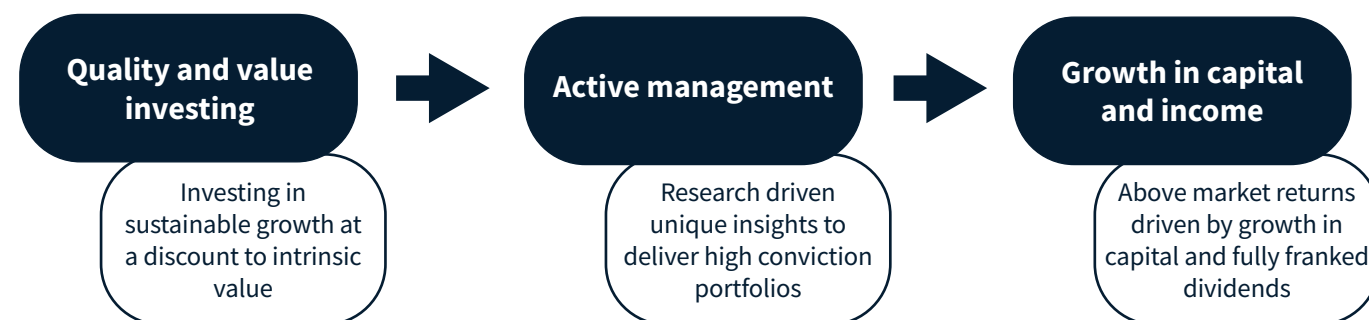 Quality and value
investing
Investing in
sustainable growth at
a discount to intrinsic
value
Active management
Research driven
unique insights to
deliver high conviction
portfolios
Growth in capital
and income
Above market returns
driven by growth in
capital and fully franked
dividends